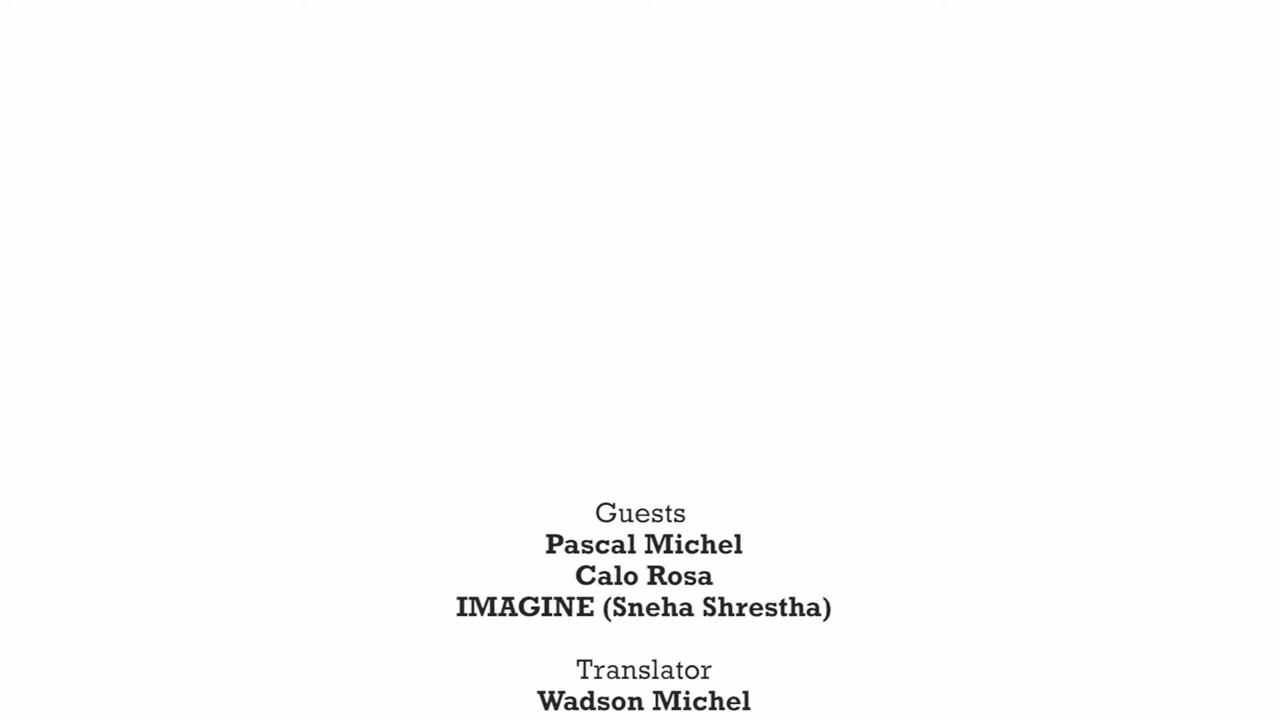 Guests
Pascal Michel
Calo Rosa
IMAGINE (Sneha Shrestha)
Translator
Wadson Michel